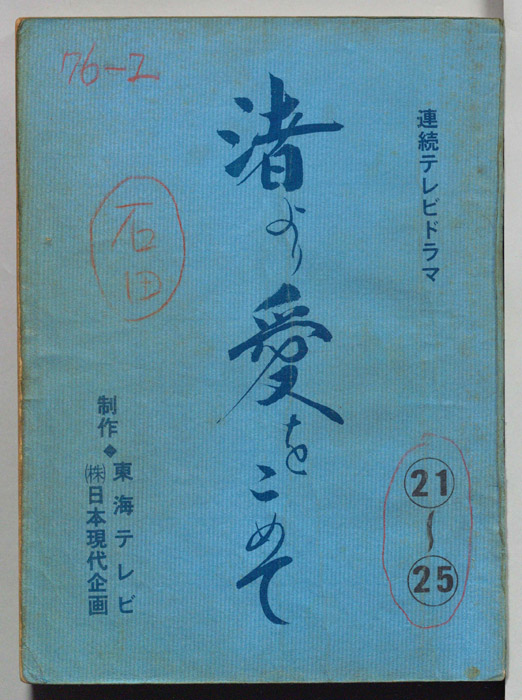 76-2
連続テレビドラマ
渚より愛をこめて
石田
㉑
〜
㉕
制作◆東海テレビ
㈱日本現代企画